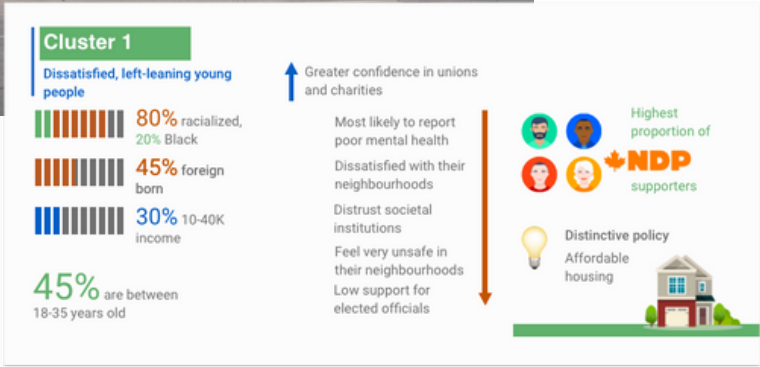 Cluster 1
Dissatisfied, left-leaning young
people
80% racialized,
20% Black
45% foreign
born
30% 10-40K
income
45% are between
18-35 years old
Greater confidence in unions
and charities
Most likely to report
poor mental health
Dissatisfied with their
neighbourhoods
Distrust societal
institutions
Feel very unsafe in
their neighbourhoods
Low support for
elected officials
Highest
proportion of
NDP
supporters
Distinctive policy
Affordable
housing